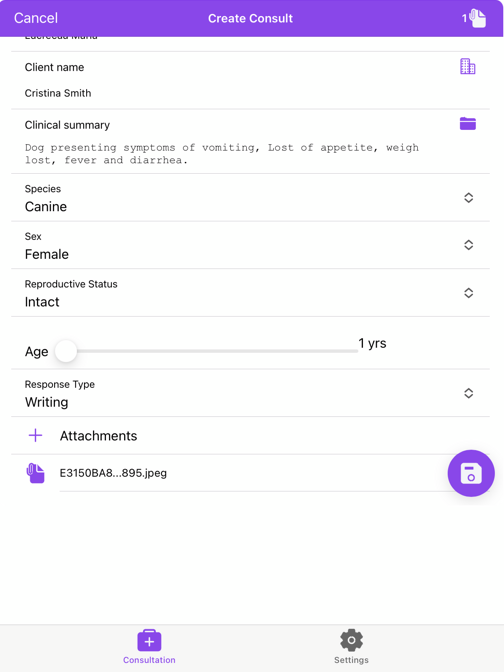 Cancel
Create Consult
1
Client name
Cristina Smith
Clinical summary
Dog presenting symptoms of vomiting, Lost of appetite, weigh
lost, fever and diarrhea.
Species
Canine
Sex
Female
Reproductive Status
Intact
Age
1 yrs
Response Type
Writing
Attachments
E3150BA8...895.jpeg
Consultation
Settings